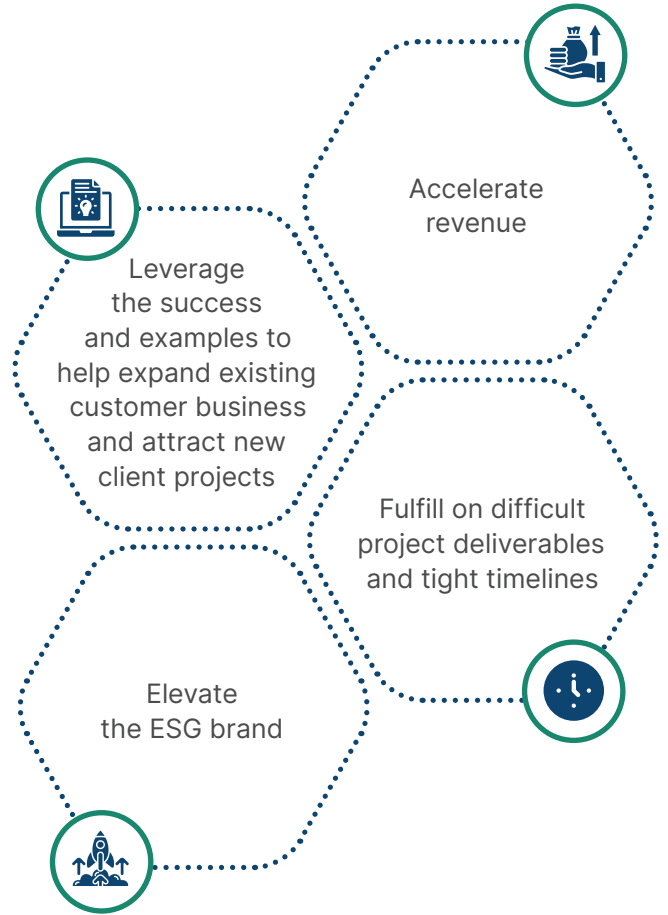 Accelerate
revenue
Leverage
the success
and examples to
help expand existing
customer business
and attract new
client projects
Fulfill on difficult
project deliverables
and tight timelines
Elevate
the ESG brand